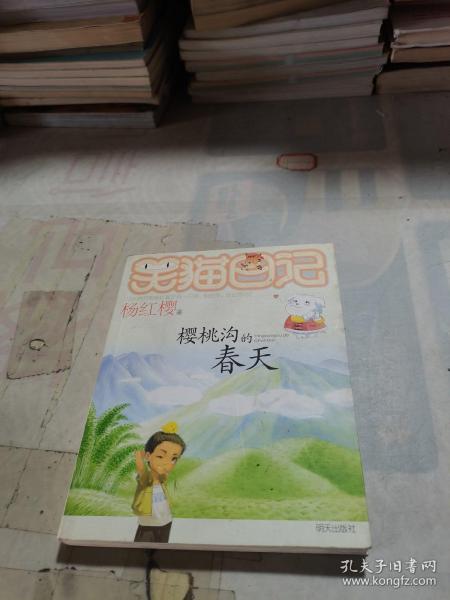 笑猫日记
杨红樱 著
樱桃沟的
春天
明天出版社
孔夫子旧书网
www.kongfz.com